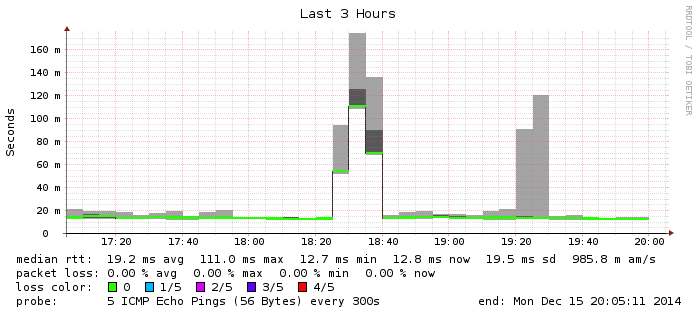 Last 3 Hours
RRDTOOL / TOBI OETIKER
Seconds
160 m
140 m
120 m
100 m
80 m
60 m
40 m
20 m
0
17:20 17:40 18:00 18:20 18:40 19:00 19:20 19:40 20:00
median rtt: 19.2 ms avg 111.0 ms max 12.7 ms min 12.8 ms now 19.5 ms sd 985.8 m am/s
packet loss: 0.00 % avg 0.00 % max 0.00 % min 0.00 % now
loss color: 0 1/5 2/5 3/5 4/5
probe: 5 ICMP Echo Pings (56 Bytes) every 300s end: Mon Dec 15 20:05:11 2014